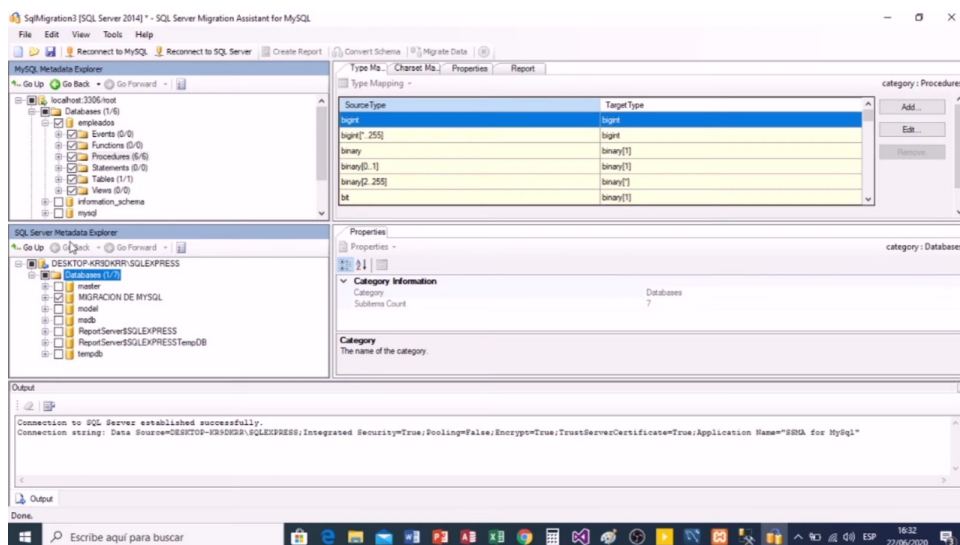 SqlMigration3 [SQL Server 2014] * - SQL Server Migration Assistant for MySQL
File Edit View Tools Help
Reconnect to MySQL Reconnect to SQL Server Create Report Convert Schema Migrate Data
MySQL Metadata Explorer
Go Up Go Back Go Forward
localhost:3306/root
Databases (1/6)
empleados
Events (0/0)
Functions (0/0)
Procedures (6/6)
Statements (0/0)
Tables (1/1)
Views (0/0)
information_schema
mysql
Type Ma... Charset Ma... Properties Report
Type Mapping category : Procedures
Source Type Target Type
bigint bigint
bigint[*..255] bigint
binary binary[1]
binary[0..1] binary[1]
binary[2..255] binary[*]
bit binary[1]
Add...
Edit...
Remove
SQL Server Metadata Explorer
Go Up Go Back Go Forward
DESKTOP-KR9DKRR\SQLEXPRESS
Databases (1/7)
master
MIGRACION DE MYSQL
model
msdb
ReportServer$SQLEXPRESS
ReportServer$SQLEXPRESSTempDB
tempdb
Properties
Properties category : Databases
Category Information
Category Databases
Subitems Count 7
Category
The name of the category.
Output
Connection to SQL Server established successfully.
Connection string: Data Source=DESKTOP-KR9DKRR\SQLEXPRESS;Integrated Security=True;Pooling=False;Encrypt=True;TrustServerCertificate=True;Application Name="SSMA for MySql"
Output
Done.
Escribe aquí para buscar
ESP
16:32
22/06/2020